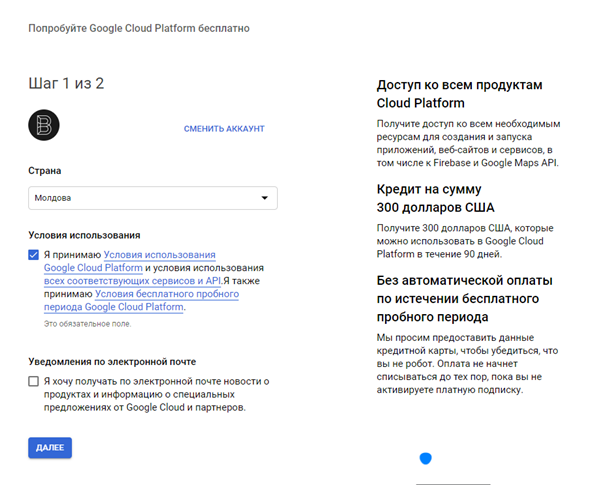 Попробуйте Google Cloud Platform бесплатно
Шаг 1 из 2
B
СМЕНИТЬ АККАУНТ
Страна
Молдова
Условия использования
Я принимаю Условия использования
Google Cloud Platform и условия использования
всех соответствующих сервисов и API.Я также
принимаю Условия бесплатного пробного
периода Google Cloud Platform.
Это обязательное поле.
Уведомления по электронной почте
Я хочу получать по электронной почте новости о
продуктах и информацию о специальных
предложениях от Google Cloud и партнеров.
ДАЛЕЕ
Доступ ко всем продуктам
Cloud Platform
Получите доступ ко всем необходимым
ресурсам для создания и запуска
приложений, веб-сайтов и сервисов, в
том числе к Firebase и Google Maps API.
Кредит на сумму
300 долларов США
Получите 300 долларов США, которые
можно использовать в Google Cloud
Platform в течение 90 дней.
Без автоматической оплаты
по истечении бесплатного
пробного периода
Мы просим предоставить данные
кредитной карты, чтобы убедиться, что
вы не робот. Оплата не начнет
списываться до тех пор, пока вы не
активируете платную подписку.